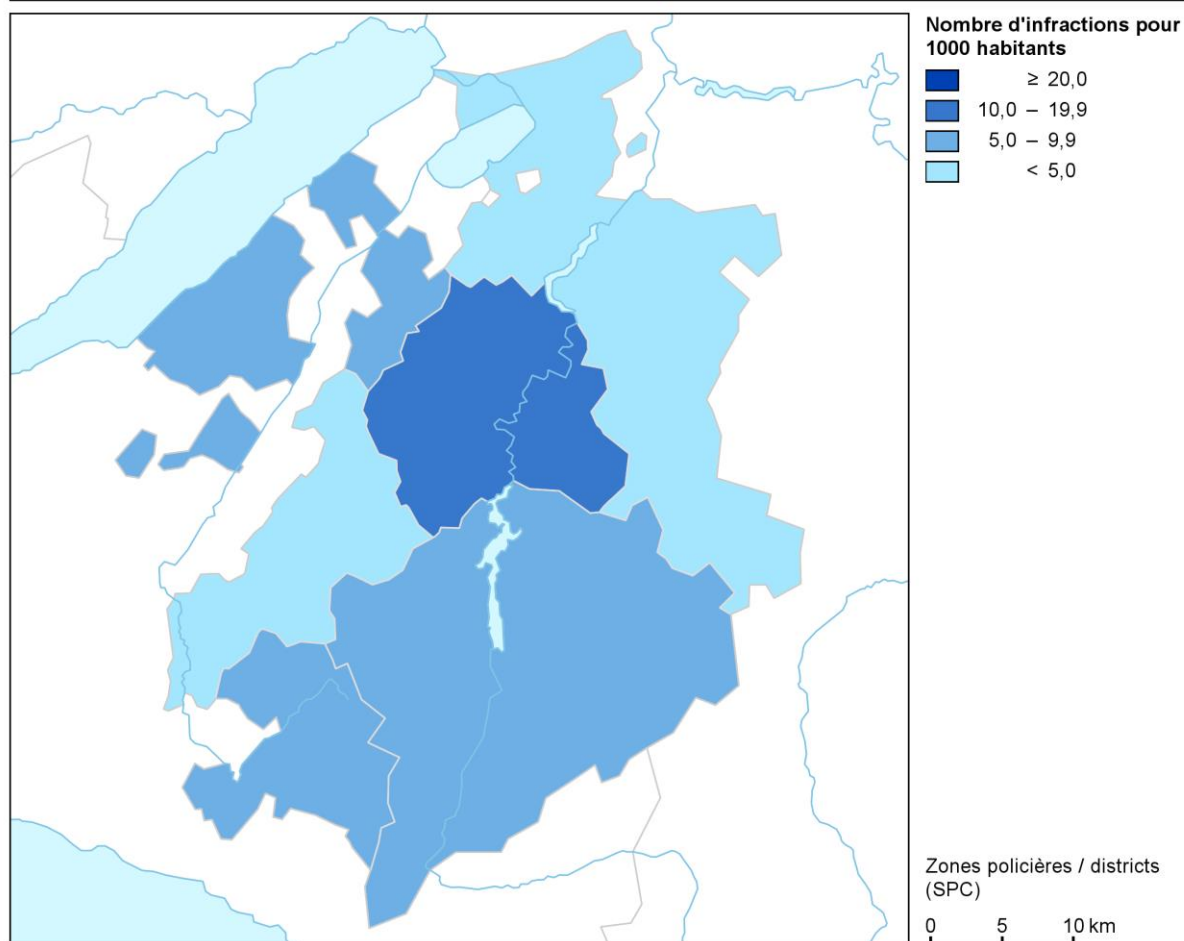 Nombre d'infractions pour
1000 habitants
≥ 20,0
10,0 – 19,9
5,0 – 9,9
< 5,0
Zones policières / districts
(SPC)
0 5 10 km